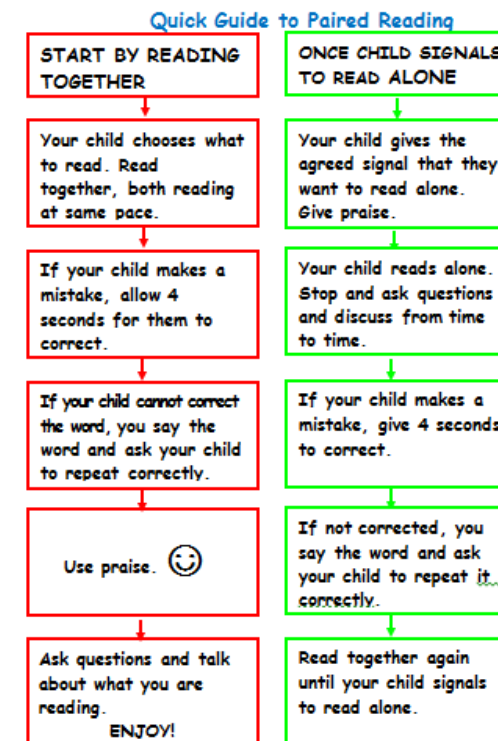 Quick Guide to Paired Reading
START BY READING
TOGETHER
Your child chooses what
to read. Read
together, both reading
at same pace.
If your child makes a
mistake, allow 4
seconds for them to
correct.
If your child cannot correct
the word, you say the
word and ask your child
to repeat correctly.
Use praise. ☺
Ask questions and talk
about what you are
reading.
ENJOY!
ONCE CHILD SIGNALS
TO READ ALONE
Your child gives the
agreed signal that they
want to read alone.
Give praise.
Your child reads alone.
Stop and ask questions
and discuss from time
to time.
If your child makes a
mistake, give 4 seconds
to correct.
If not corrected, you
say the word and ask
your child to repeat it
correctly.
Read together again
until your child signals
to read alone.